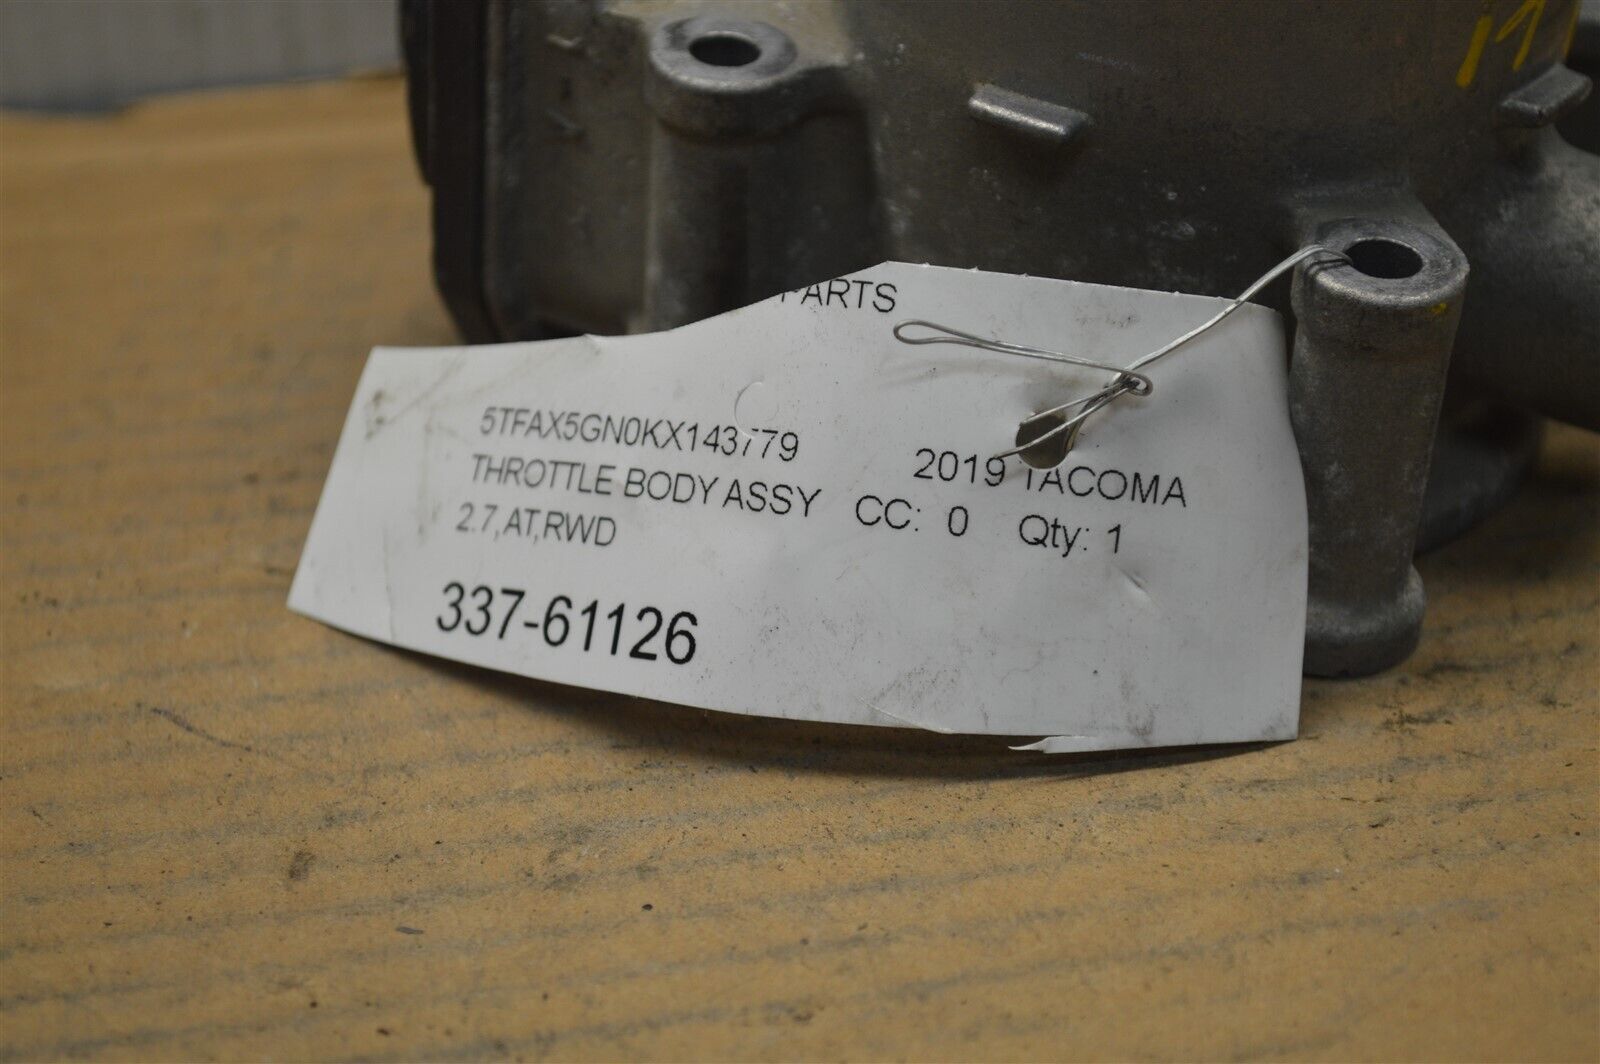 PARTS
5TFAX5GN0KX143779 2019 TACOMA
THROTTLE BODY ASSY CC: 0 Qty: 1
2.7,AT,RWD
337-61126